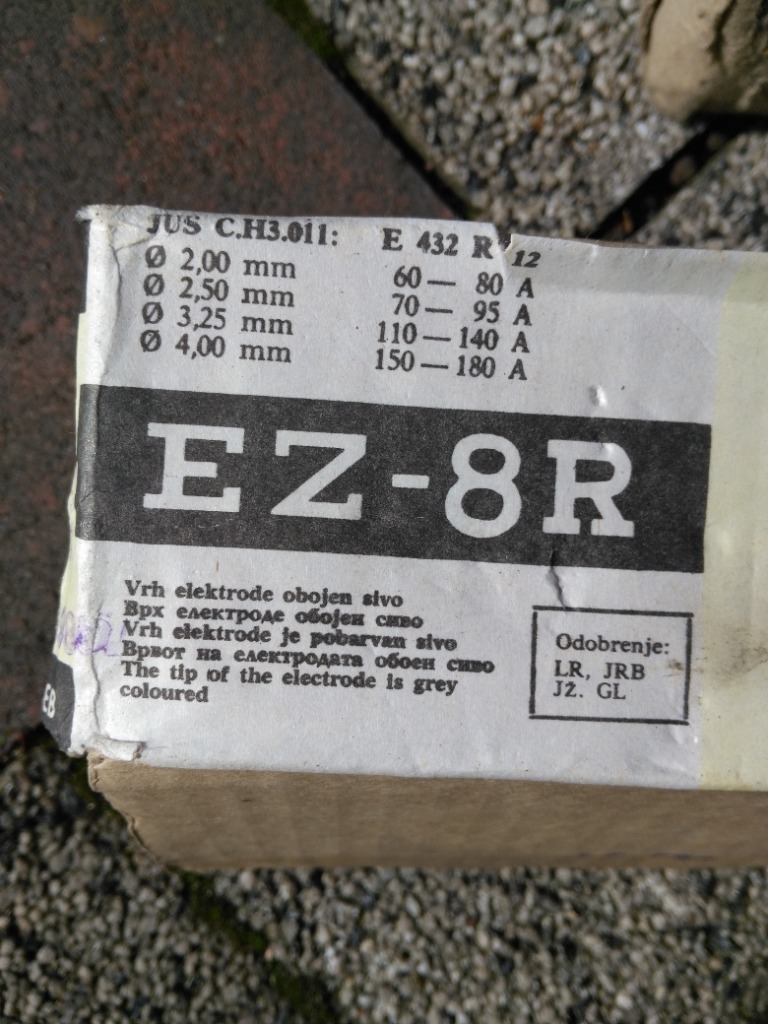 JUS C.H3.011: E 432 R 12
Ø 2,00 mm 60 — 80 A
Ø 2,50 mm 70 — 95 A
Ø 3,25 mm 110 — 140 A
Ø 4,00 mm 150 — 180 A
EZ-8R
Vrh elektrode obojen sivo
Врх електроде обојен сиво
Vrh elektrode je pobarvan sivo
Врвот на електродата обоен сиво
The tip of the electrode is grey
coloured
Odobrenje:
LR, JRB
JŽ. GL
EB